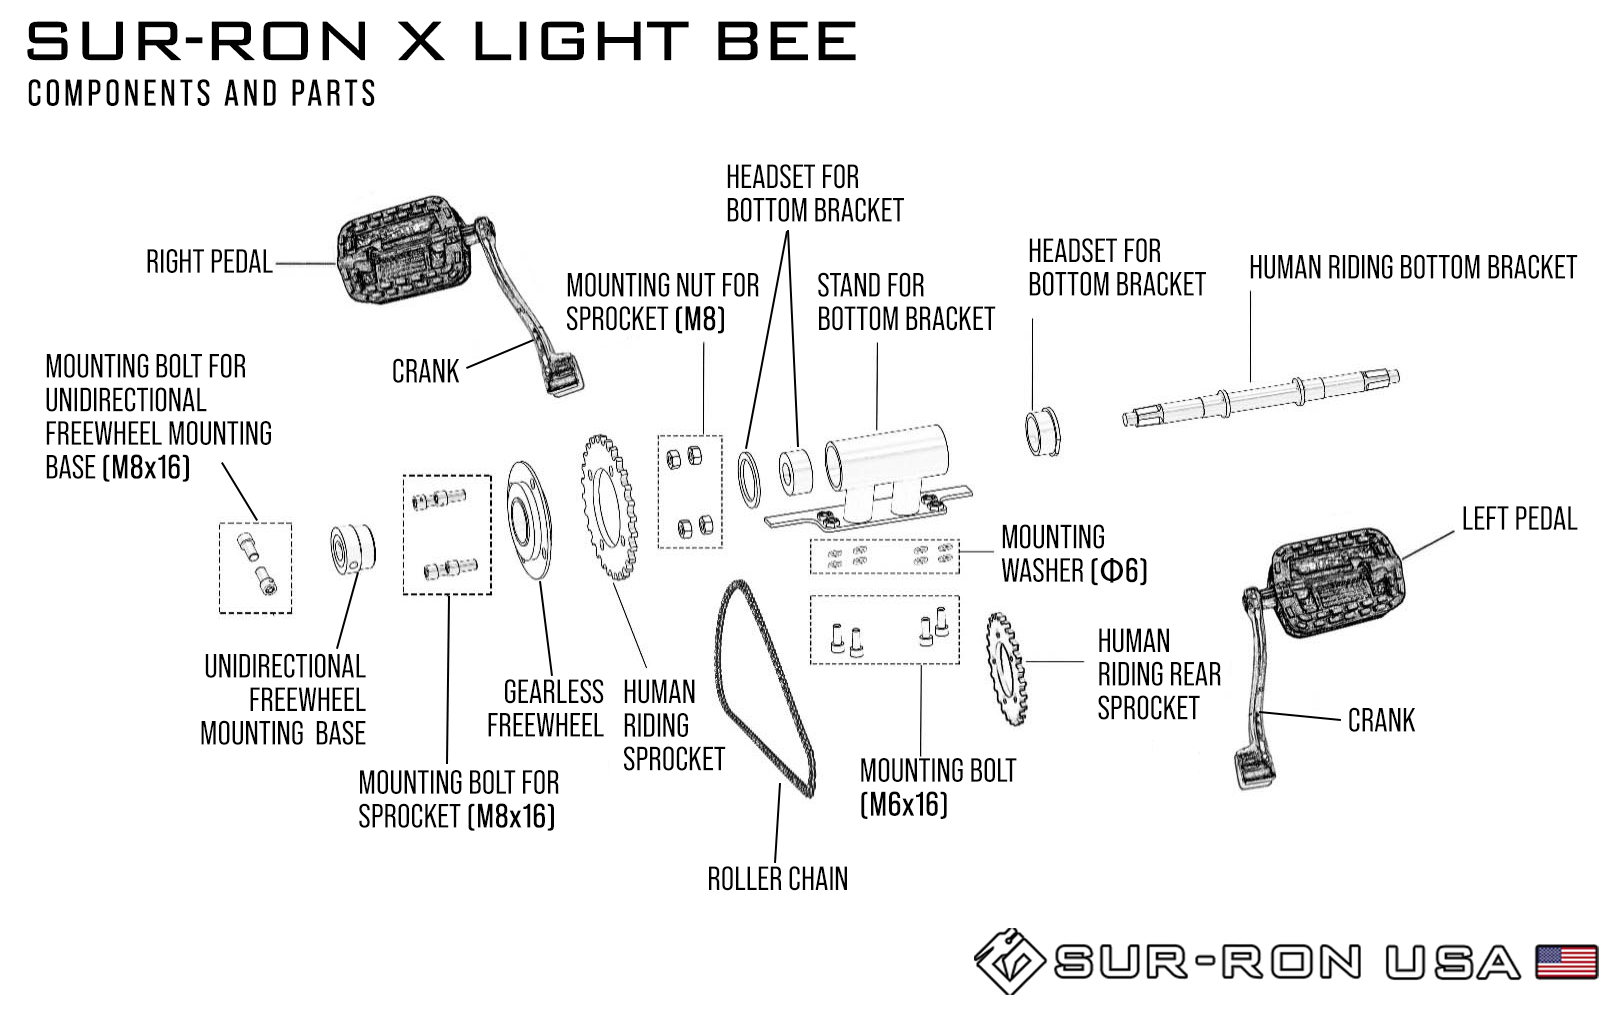 SUR-RON X LIGHT BEE
COMPONENTS AND PARTS
HEADSET FOR
BOTTOM BRACKET
RIGHT PEDAL
MOUNTING NUT FOR
SPROCKET (M8)
STAND FOR
BOTTOM BRACKET
HEADSET FOR
BOTTOM BRACKET
HUMAN RIDING BOTTOM BRACKET
CRANK
MOUNTING BOLT FOR
UNIDIRECTIONAL
FREEWHEEL MOUNTING
BASE (M8x16)
MOUNTING
WASHER (Φ6)
LEFT PEDAL
UNIDIRECTIONAL
FREEWHEEL
MOUNTING BASE
GEARLESS
FREEWHEEL
HUMAN
RIDING
SPROCKET
HUMAN
RIDING REAR
SPROCKET
CRANK
MOUNTING BOLT FOR
SPROCKET (M8x16)
MOUNTING BOLT
(M6x16)
ROLLER CHAIN
SUR-RON USA